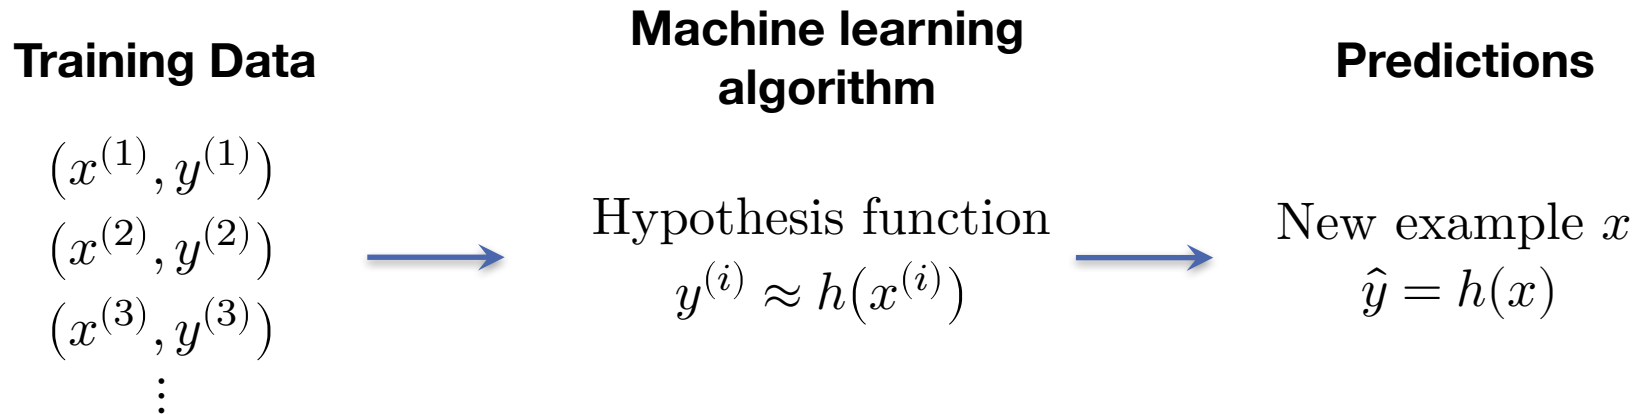 Training Data
(x^{(1)}, y^{(1)})
(x^{(2)}, y^{(2)})
(x^{(3)}, y^{(3)})
⋮
Machine learning
algorithm
Hypothesis function
y^{(i)} ≈ h(x^{(i)})
Predictions
New example x
ŷ = h(x)